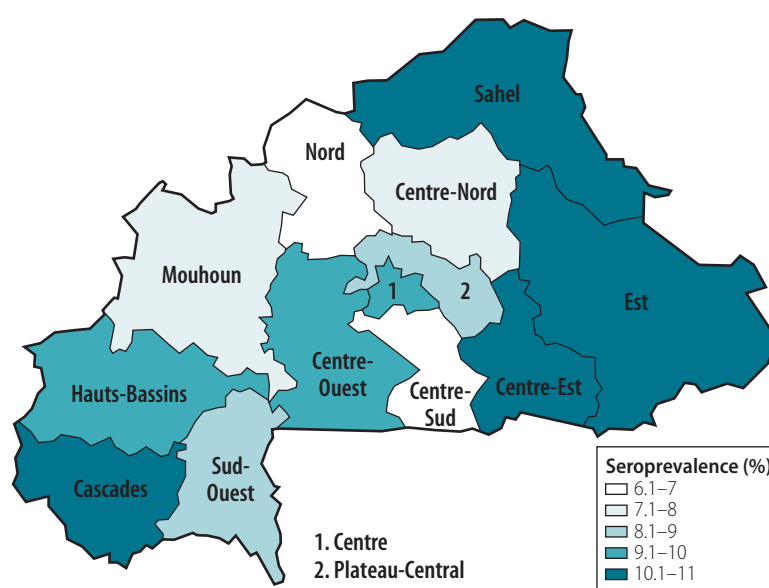 Sahel
Nord
Centre-Nord
Mouhoun
1
2
Est
Centre-
Ouest
Hauts-Bassins
Centre-
Sud
Centre-Est
Sud-
Ouest
Cascades
1. Centre
2. Plateau-Central
Seroprevalence (%)
6.1–7
7.1–8
8.1–9
9.1–10
10.1–11